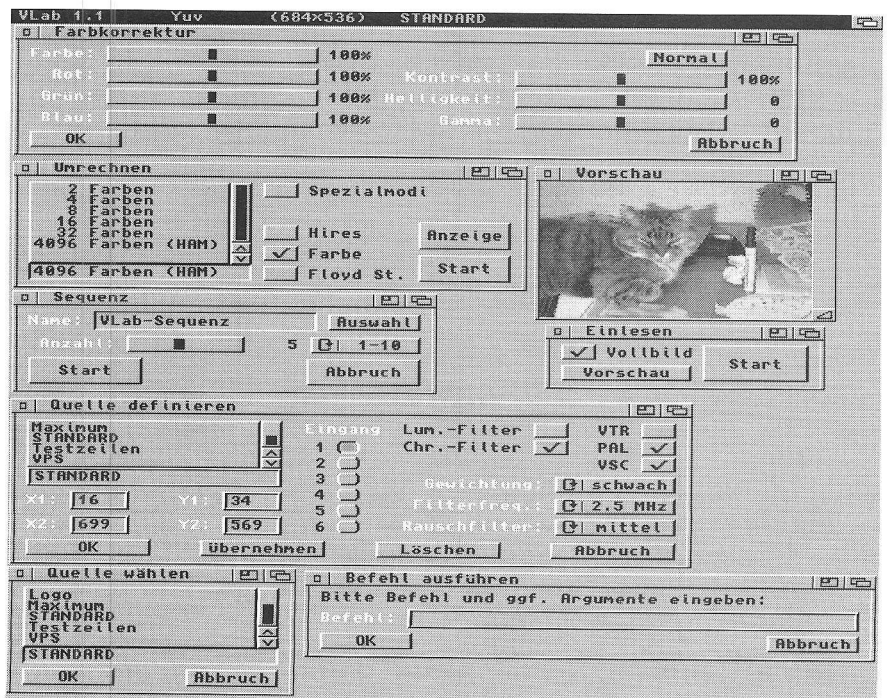 VLab 1.1 Yuv (684×536) STANDARD
Farbkorrektur
Farbe: 100%
Normal
Rot: 100%
Kontrast: 100%
Grün: 100%
Helligkeit: 0
Blau: 100%
Gamma: 0
OK
Abbruch
Umrechnen
2 Farben
4 Farben
8 Farben
16 Farben
32 Farben
4096 Farben (HAM)
4096 Farben (HAM)
Spezialmodi
Hires
Farbe
Floyd St.
Anzeige
Start
Vorschau
Sequenz
Name: VLab-Sequenz
Auswahl
Anzahl: 5
1-10
Start
Abbruch
Einlesen
Vollbild
Vorschau
Start
Quelle definieren
Maximum
STANDARD
Testzeilen
VPS
STANDARD
X1: 16
Y1: 34
X2: 699
Y2: 569
Eingang
1
2
3
4
5
6
Lum.-Filter
Chr.-Filter
VTR
PAL
VSC
Gewichtung: schwach
Filterfreq.: 2.5 MHz
Rauschfilter: mittel
OK
Übernehmen
Löschen
Abbruch
Quelle wählen
Logo
Maximum
STANDARD
Testzeilen
VPS
STANDARD
OK
Abbruch
Befehl ausführen
Bitte Befehl und ggf. Argumente eingeben:
Befehl:
OK
Abbruch